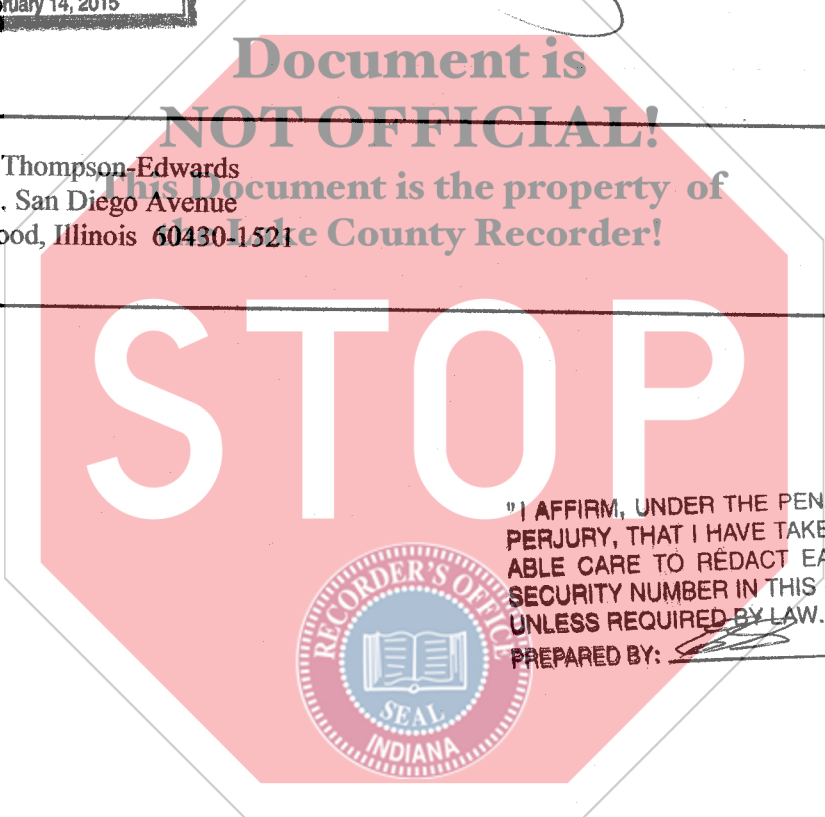 ruary 14, 2015
Document is
NOT OFFICIAL!
Thompson-Edwards
This Document is the property of
. San Diego Avenue
the Lake County Recorder!
ood, Illinois 60430-1521
STOP
"I AFFIRM, UNDER THE PEN
PERJURY, THAT I HAVE TAKE
ABLE CARE TO REDACT EA
SECURITY NUMBER IN THIS
UNLESS REQUIRED BY LAW.
PREPARED BY:
RECORDER'S OFFICE
SEAL
INDIANA